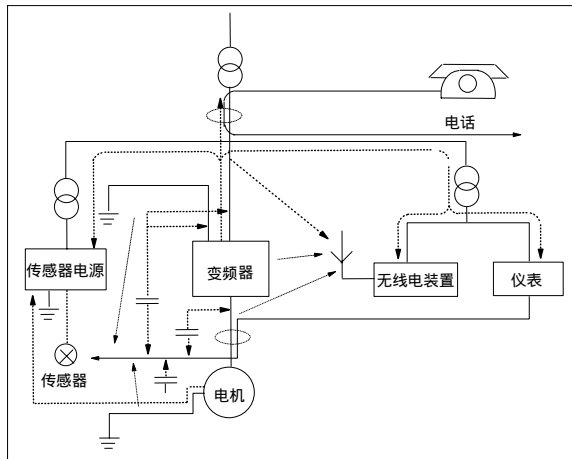 电话
传感器电源
变频器
无线电装置
仪表
传感器
电机